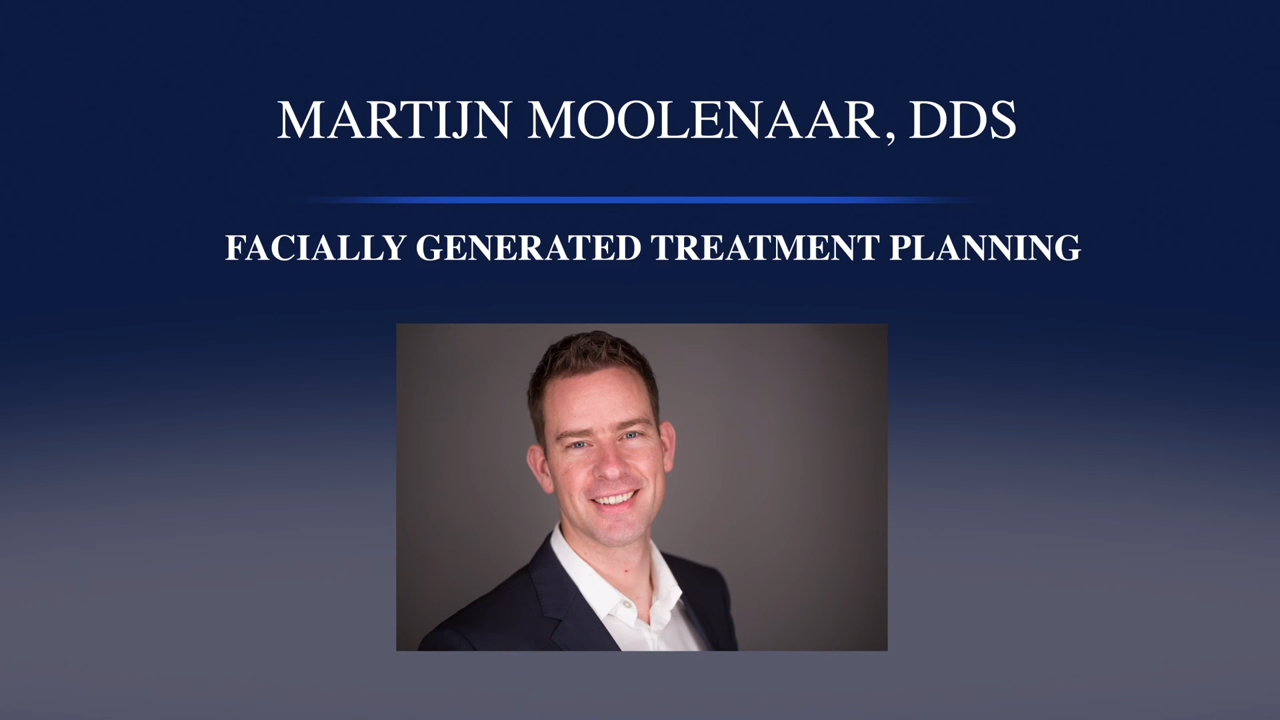 MARTIJN MOOLENAAR, DDS
FACIALLY GENERATED TREATMENT PLANNING